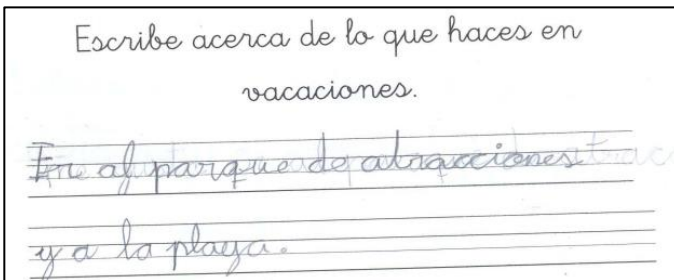 Escribe acerca de lo que haces en
vacaciones.
al parque de atracciones
y a la playa.